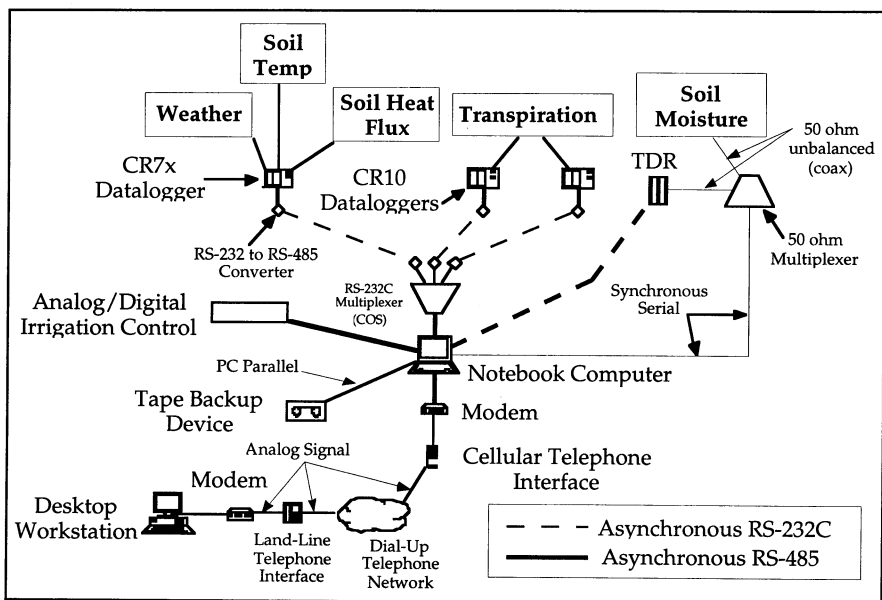 Soil
Temp
Weather
Soil Heat
Flux
Transpiration
Soil
Moisture
50 ohm
unbalanced
(coax)
CR7x
Datalogger
CR10
Dataloggers
TDR
RS-232 to RS-485
Converter
50 ohm
Multiplexer
RS-232C
Multiplexer
(COS)
Analog/Digital
Irrigation Control
Synchronous
Serial
PC Parallel
Notebook Computer
Tape Backup
Device
Modem
Analog Signal
Cellular Telephone
Interface
Modem
Desktop
Workstation
Land-Line
Telephone
Interface
Dial-Up
Telephone
Network
Asynchronous RS-232C
Asynchronous RS-485